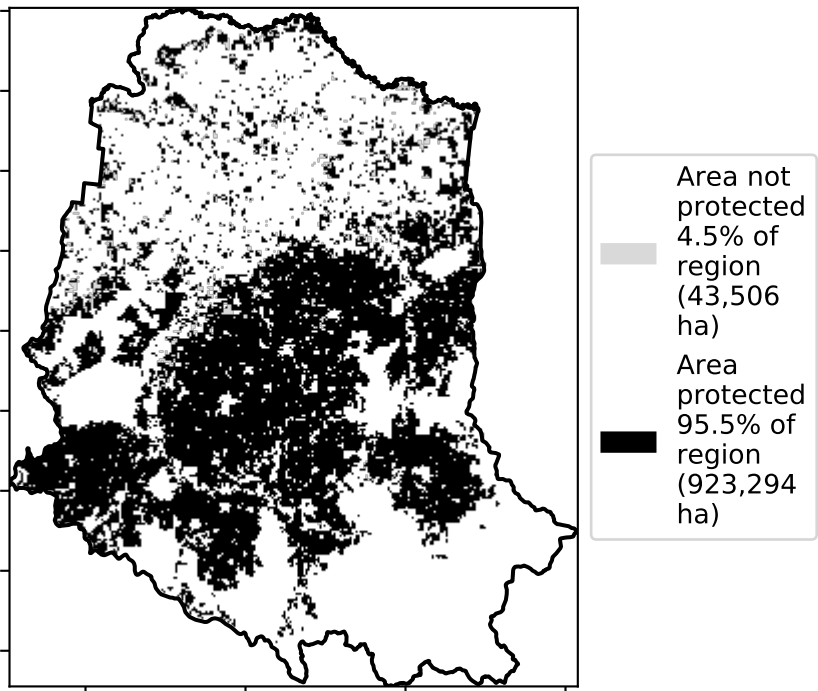 Area not
protected
4.5% of
region
(43,506
ha)
Area
protected
95.5% of
region
(923,294
ha)